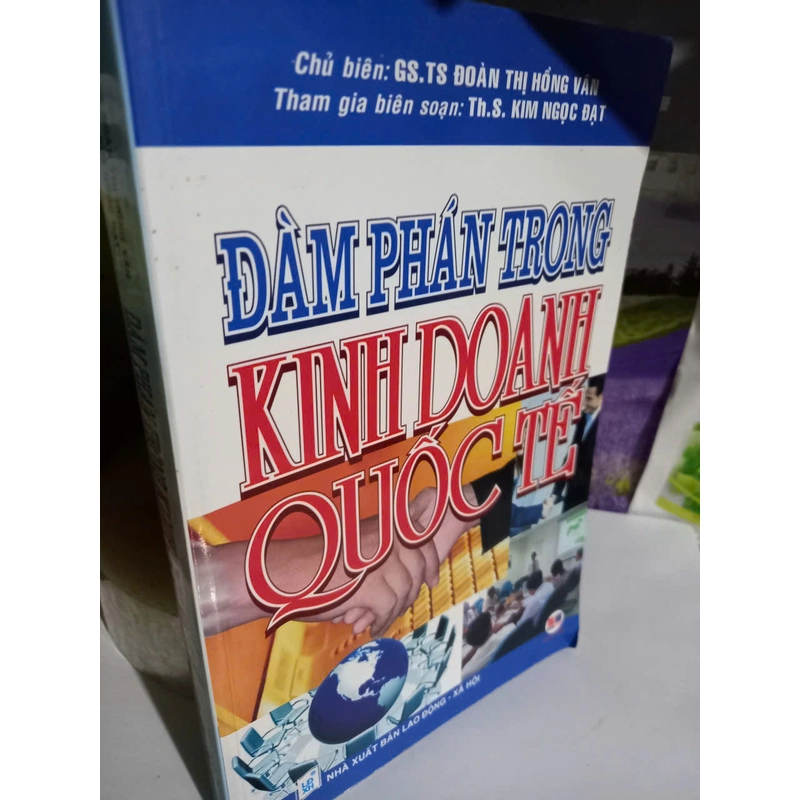 Chủ biên: GS.TS ĐOÀN THỊ HỒNG VÂN
Tham gia biên soạn: Th.S. KIM NGỌC ĐẠT
ĐÀM PHÁN TRONG
KINH DOANH
QUỐC TẾ
NHÀ XUẤT BẢN LAO ĐỘNG - XÃ HỘI